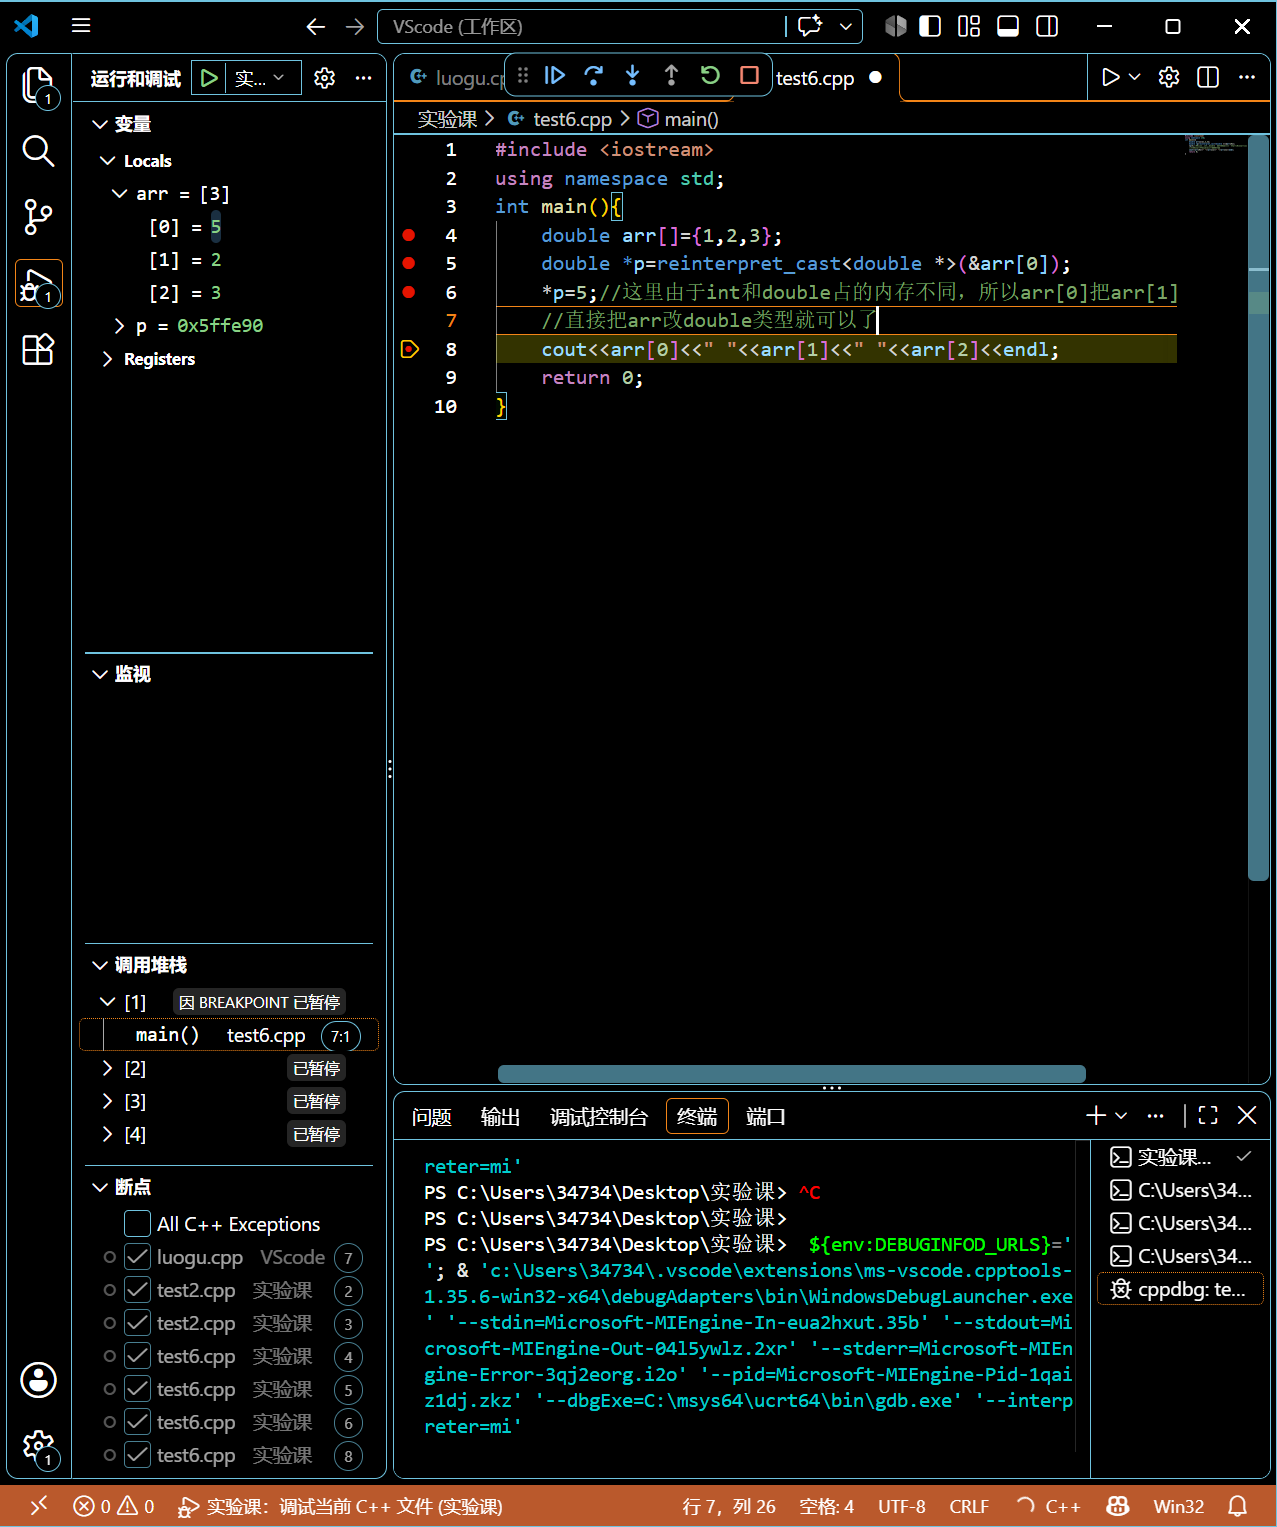 VScode (工作区)
运行和调试
实...
变量
Locals
arr = [3]
[0] = 5
[1] = 2
[2] = 3
p = 0x5ffe90
Registers
监视
调用堆栈
[1] 因 BREAKPOINT 已暂停
main() test6.cpp 7:1
[2] 已暂停
[3] 已暂停
[4] 已暂停
断点
All C++ Exceptions
luogu.cpp VScode 7
test2.cpp 实验课 2
test2.cpp 实验课 3
test6.cpp 实验课 4
test6.cpp 实验课 5
test6.cpp 实验课 6
test6.cpp 实验课 8
1
1
1
luogu.cp
test6.cpp
实验课 > test6.cpp > main()
1 #include <iostream>
2 using namespace std;
3 int main(){
4 double arr[]={1,2,3};
5 double *p=reinterpret_cast<double *>(&arr[0]);
6 *p=5;//这里由于int和double占的内存不同，所以arr[0]把arr[1]
7 //直接把arr改double类型就可以了
8 cout<<arr[0]<<" "<<arr[1]<<" "<<arr[2]<<endl;
9 return 0;
10 }
问题 输出 调试控制台 终端 端口
reter=mi'
PS C:\Users\34734\Desktop\实验课> ^C
PS C:\Users\34734\Desktop\实验课>
PS C:\Users\34734\Desktop\实验课> ${env:DEBUGINFOD_URLS}='
'; & 'c:\Users\34734\.vscode\extensions\ms-vscode.cpptools-
1.35.6-win32-x64\debugAdapters\bin\WindowsDebugLauncher.exe
' '--stdin=Microsoft-MIEngine-In-eua2hxut.35b' '--stdout=Mi
crosoft-MIEngine-Out-04l5ywlz.2xr' '--stderr=Microsoft-MIEn
gine-Error-3qj2eorg.i2o' '--pid=Microsoft-MIEngine-Pid-1qai
z1dj.zkz' '--dbgExe=C:\msys64\ucrt64\bin\gdb.exe' '--interp
reter=mi'
实验课...
C:\Users\34...
C:\Users\34...
C:\Users\34...
cppdbg: te...
0 0 实验课: 调试当前 C++ 文件 (实验课) 行 7，列 26 空格: 4 UTF-8 CRLF C++ Win32